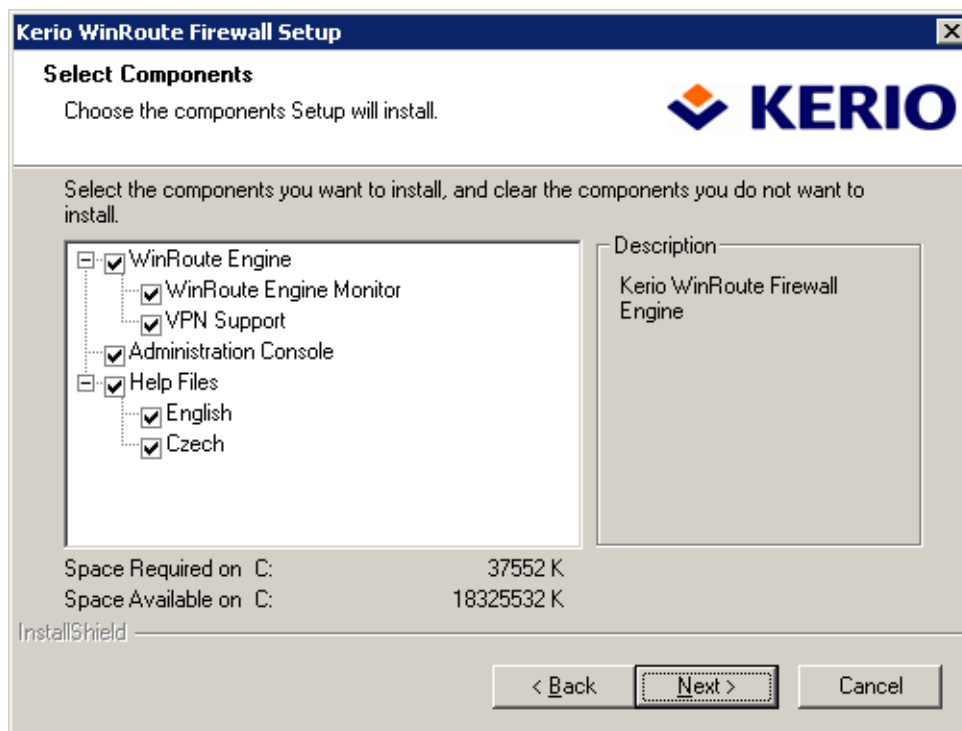 Kerio WinRoute Firewall Setup
Select Components
Choose the components Setup will install.
KERIO
Select the components you want to install, and clear the components you do not want to
install.
WinRoute Engine
WinRoute Engine Monitor
VPN Support
Administration Console
Help Files
English
Czech
Description
Kerio WinRoute Firewall
Engine
Space Required on C: 37552 K
Space Available on C: 18325532 K
InstallShield
< Back Next > Cancel